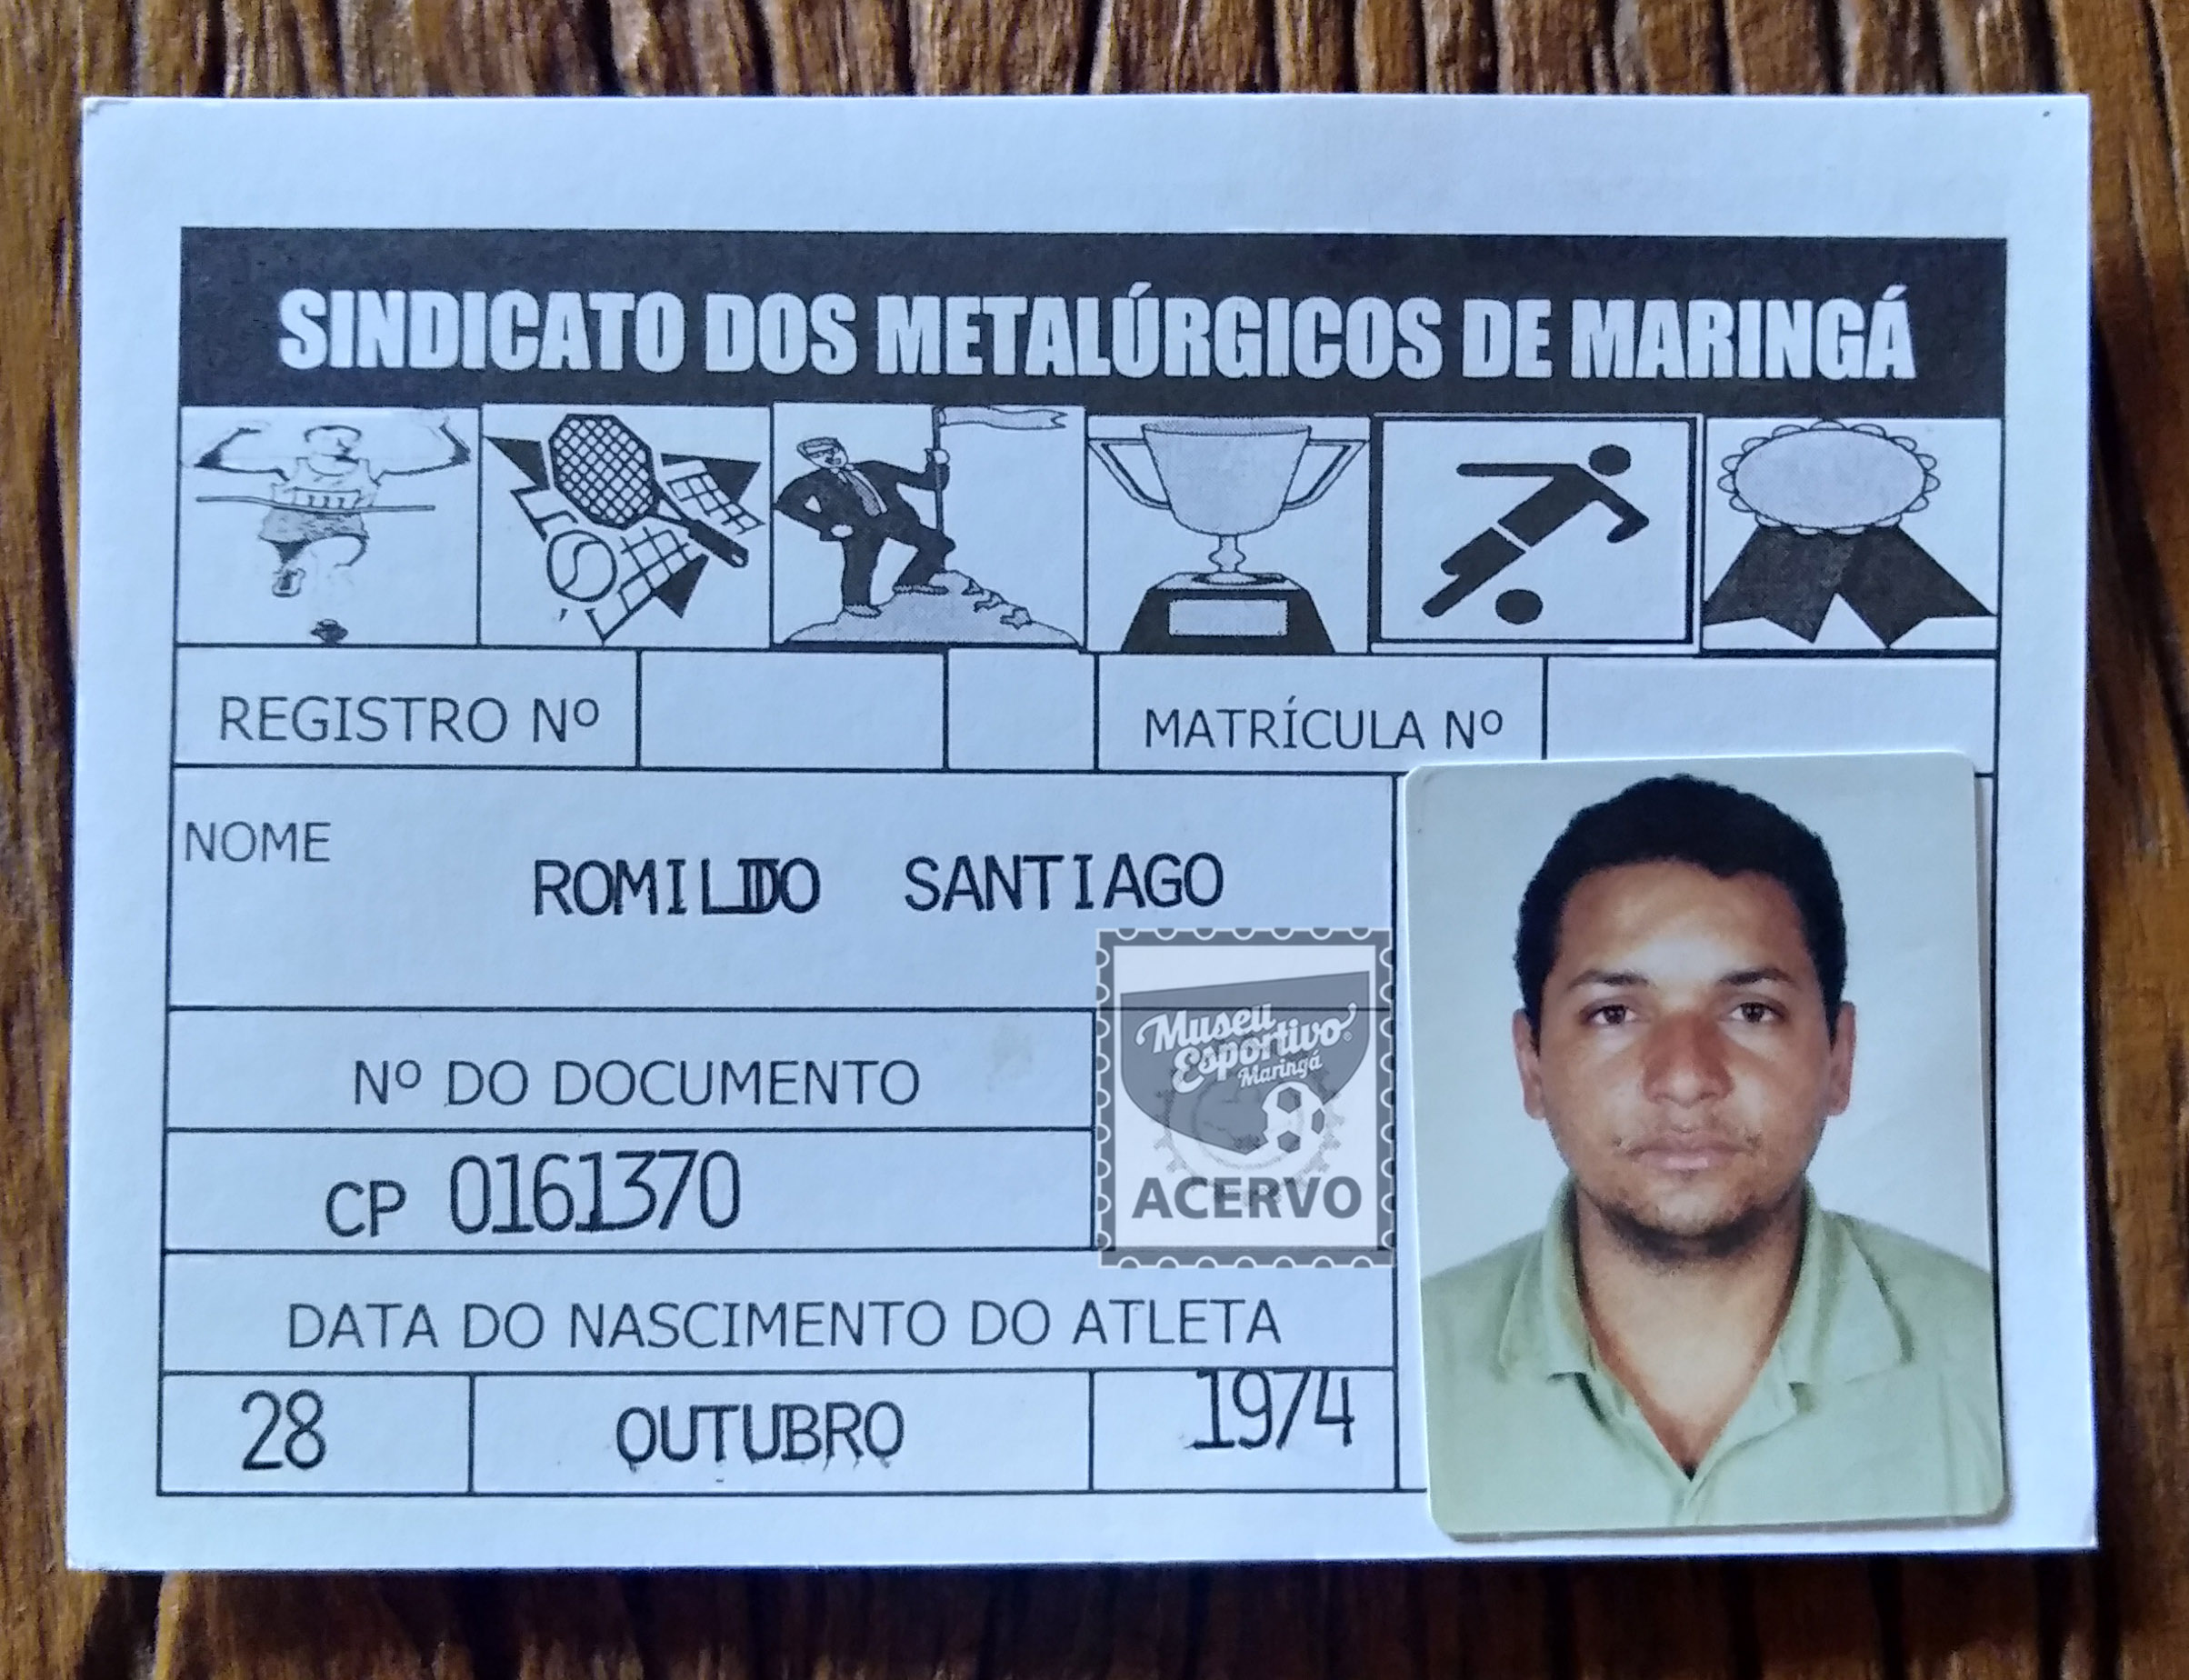 SINDICATO DOS METALÚRGICOS DE MARINGÁ
REGISTRO Nº
MATRÍCULA Nº
NOME
ROMILDO SANTIAGO
Nº DO DOCUMENTO
CP 0161370
DATA DO NASCIMENTO DO ATLETA
28 OUTUBRO 1974
Museu
Esportivo
Maringá
ACERVO